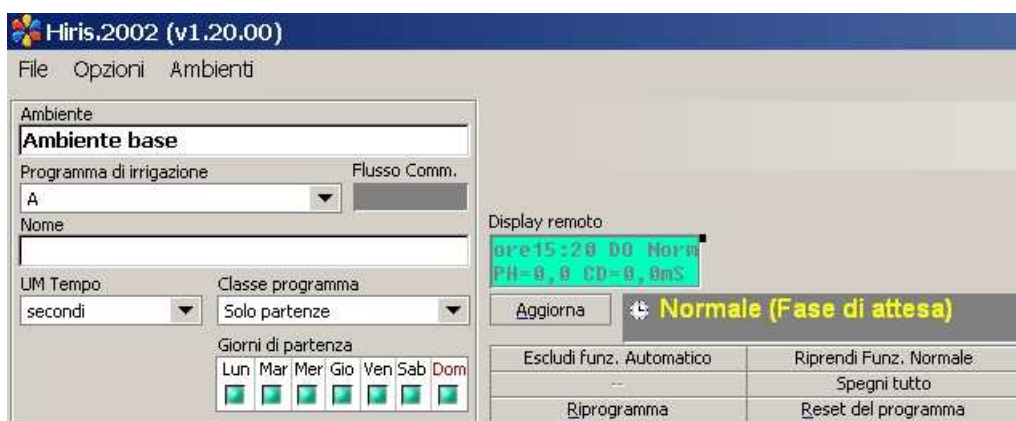 Hiris.2002 (v1.20.00)
File Opzioni Ambienti
Ambiente
Ambiente base
Programma di irrigazione Flusso Comm.
A
Nome
UM Tempo Classe programma
secondi Solo partenze
Giorni di partenza
Lun Mar Mer Gio Ven Sab Dom
Display remoto
ore15:20 DO Norm
PH=0,0 CD=0,0mS
Aggiorna Normale (Fase di attesa)
Escludi funz. Automatico Riprendi Funz. Normale
-- Spegni tutto
Riprogramma Reset del programma